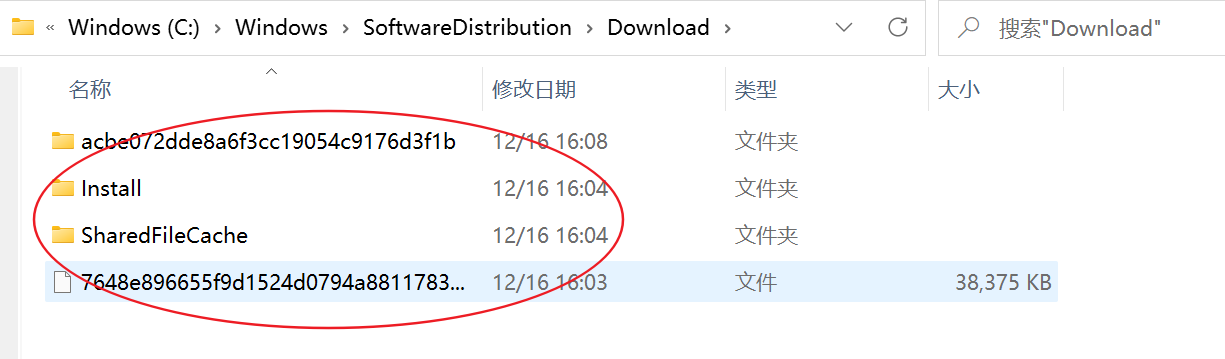 « Windows (C:) › Windows › SoftwareDistribution › Download › 搜索"Download"
名称 修改日期 类型 大小
acbe072dde8a6f3cc19054c9176d3f1b 12/16 16:08 文件夹
Install 12/16 16:04 文件夹
SharedFileCache 12/16 16:04 文件夹
7648e896655f9d1524d0794a8811783... 12/16 16:03 文件 38,375 KB